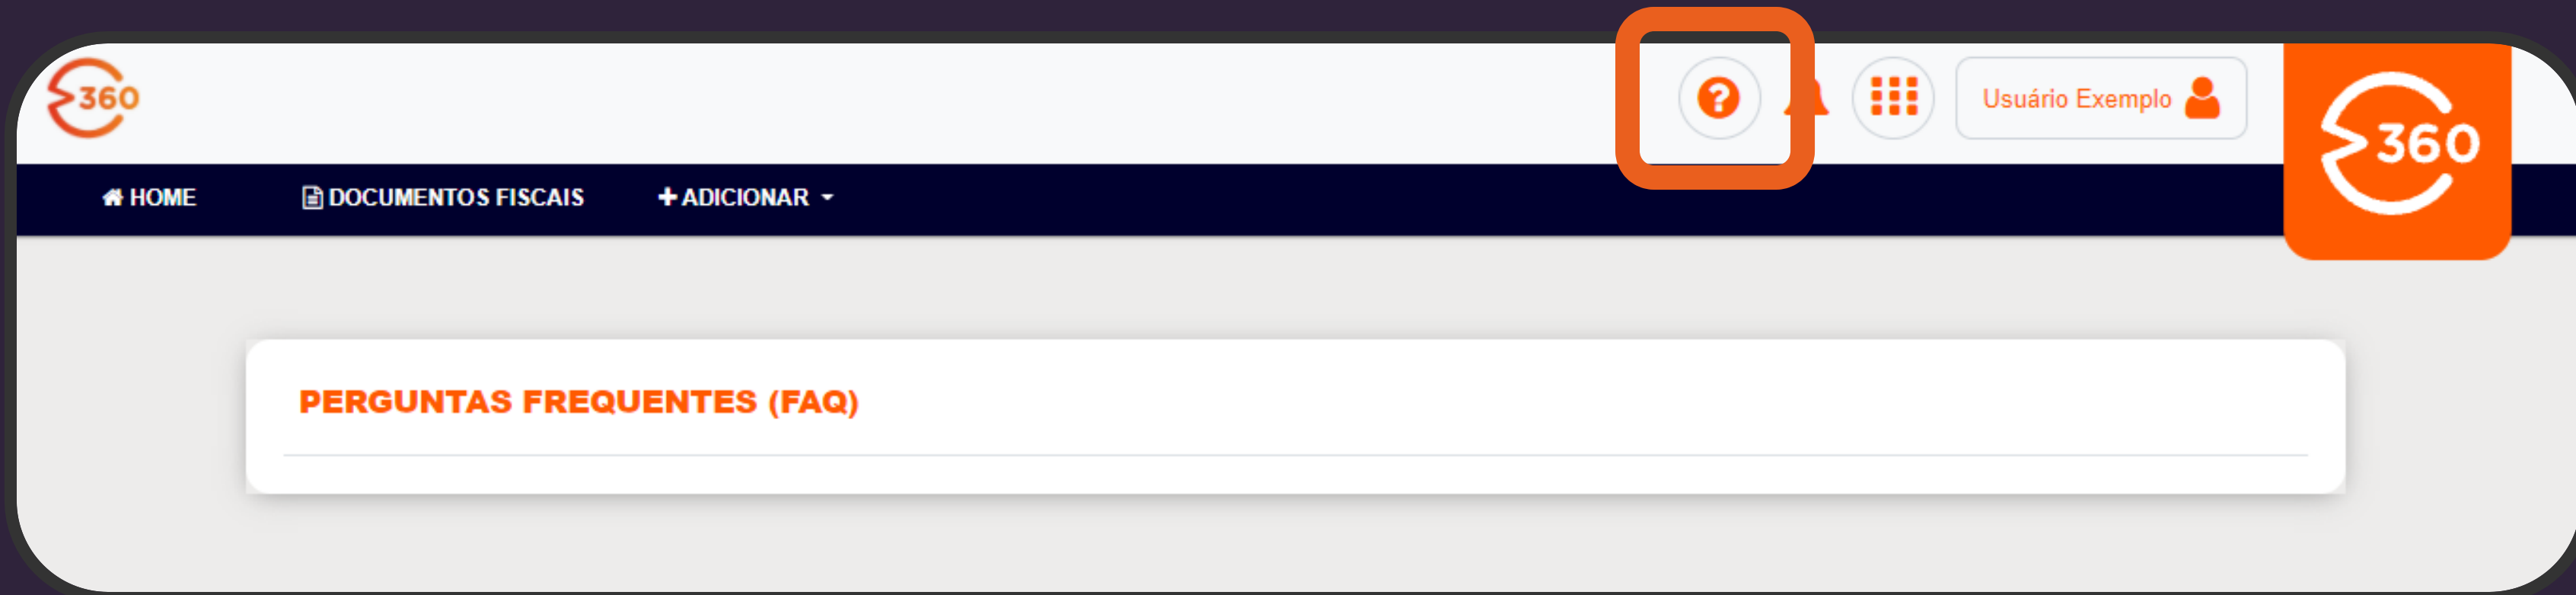 360
Usuário Exemplo
360
HOME
DOCUMENTOS FISCAIS
ADICIONAR
PERGUNTAS FREQUENTES (FAQ)